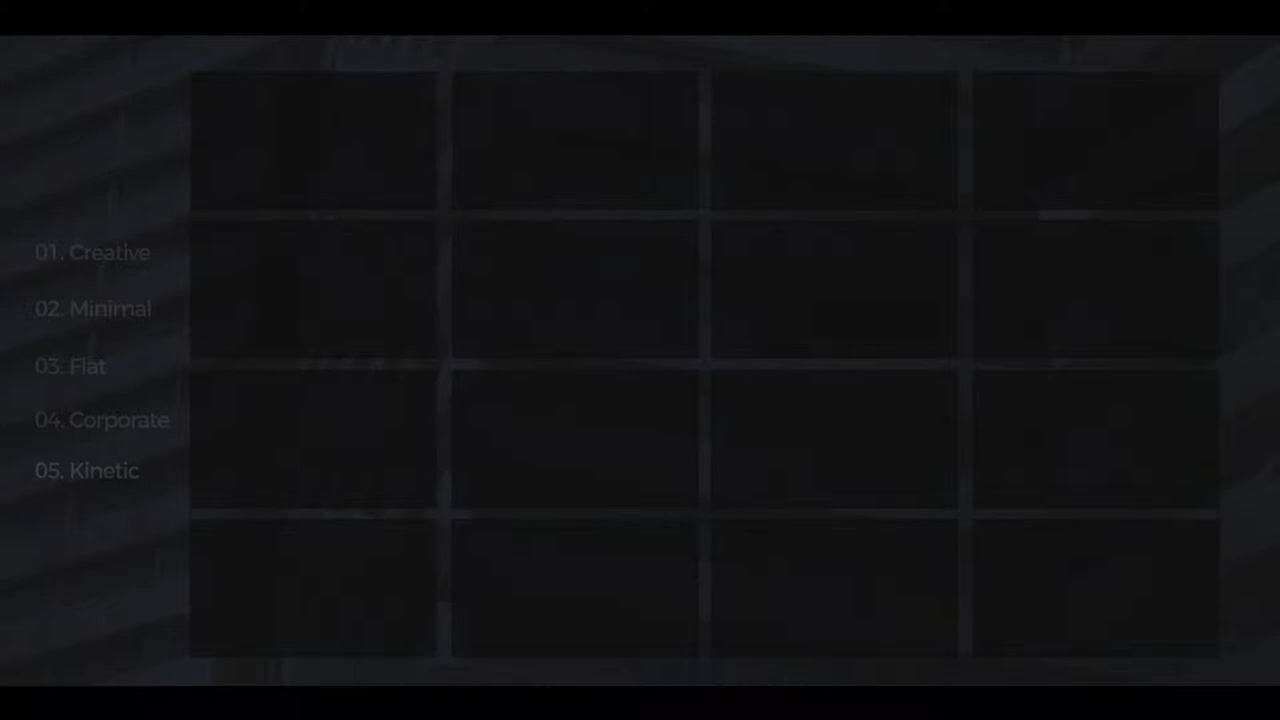 01. Creative
02. Minimal
03. Flat
04. Corporate
05. Kinetic